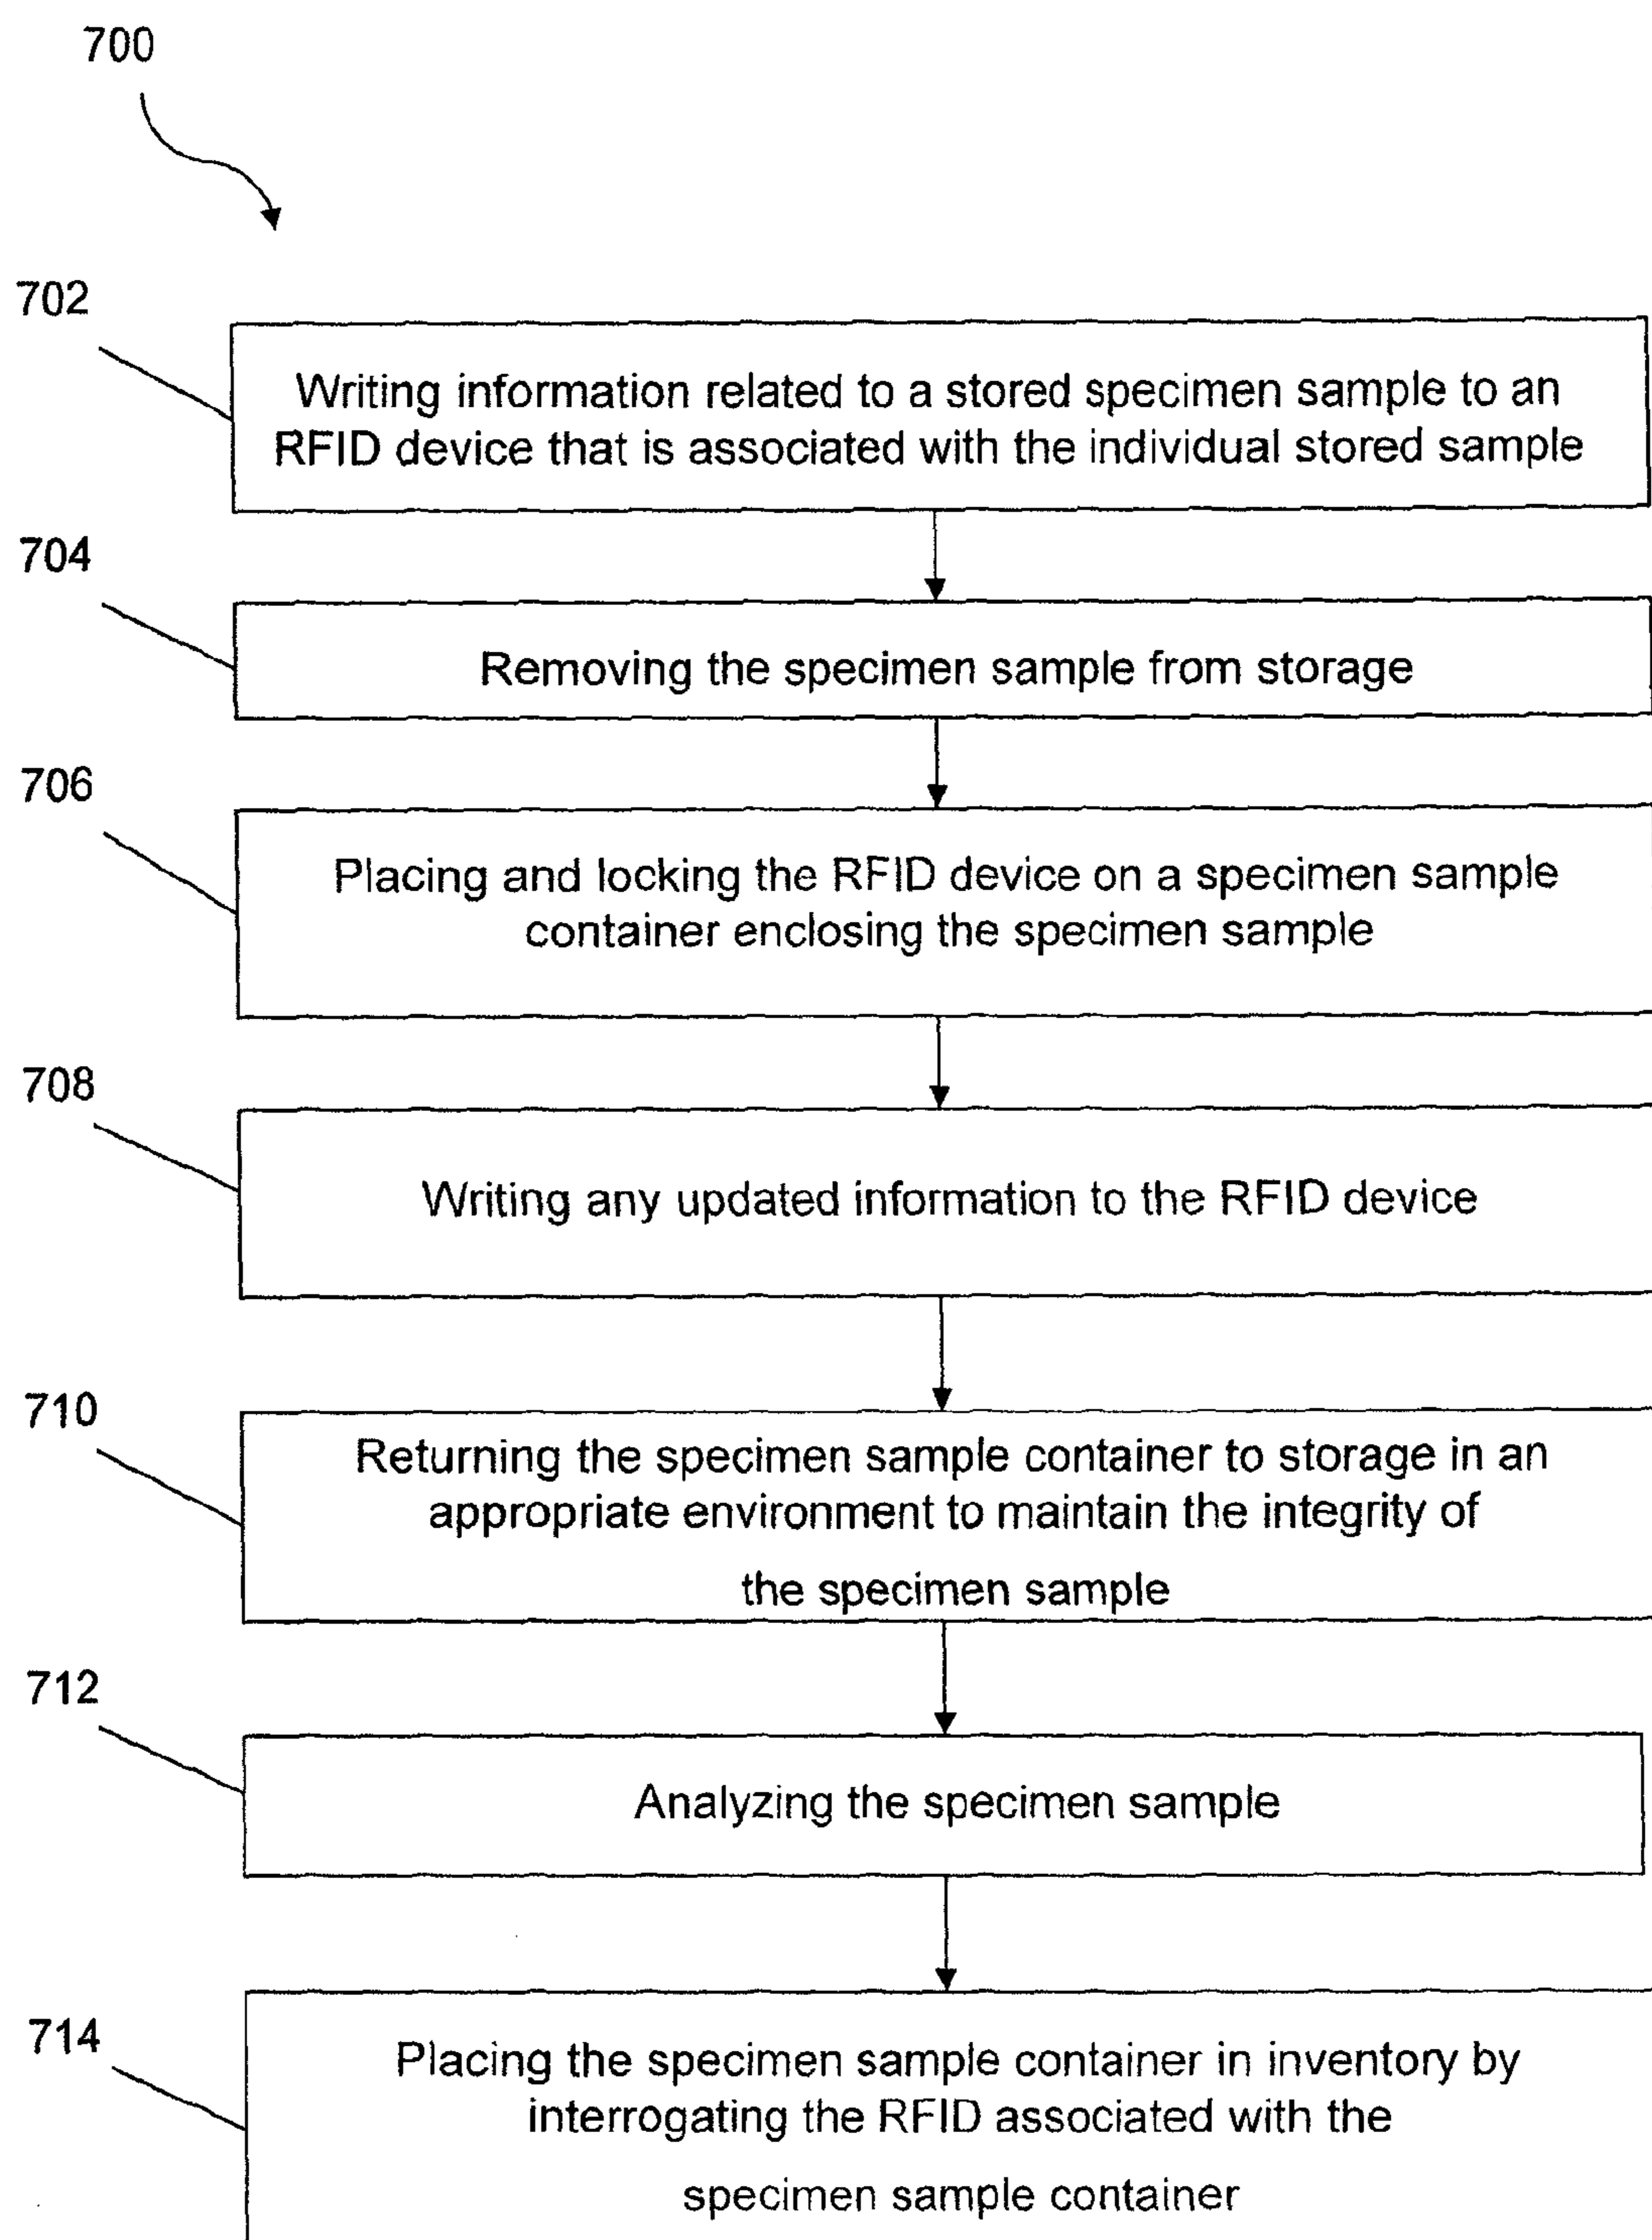 700
702
Writing information related to a stored specimen sample to an
RFID device that is associated with the individual stored sample
704
Removing the specimen sample from storage
706
Placing and locking the RFID device on a specimen sample
container enclosing the specimen sample
708
Writing any updated information to the RFID device
710
Returning the specimen sample container to storage in an
appropriate environment to maintain the integrity of
the specimen sample
712
Analyzing the specimen sample
714
Placing the specimen sample container in inventory by
interrogating the RFID associated with the
specimen sample container